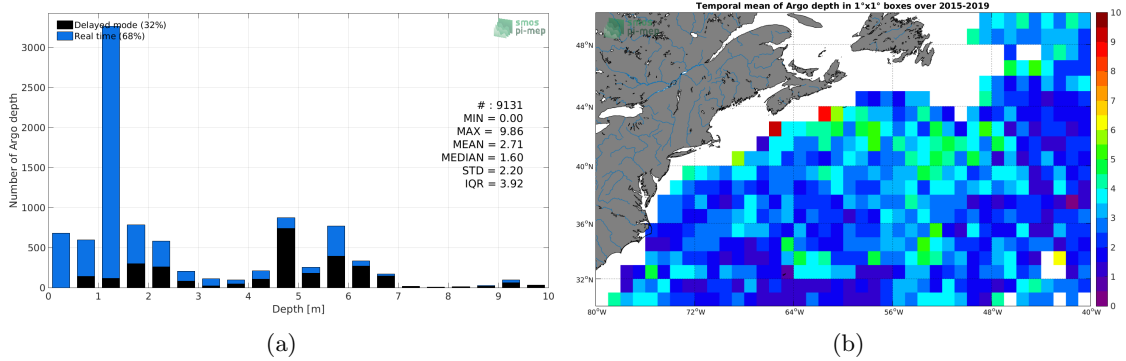 Delayed mode (32%)
Real time (68%)
smos
pi-mep
3500
3000
2500
2000
1500
1000
500
0
Number of Argo depth
# : 9131
MIN = 0.00
MAX = 9.86
MEAN = 2.71
MEDIAN = 1.60
STD = 2.20
IQR = 3.92
0 1 2 3 4 5 6 7 8 9 10
Depth [m]
(a)
Temporal mean of Argo depth in 1°x1° boxes over 2015-2019
smos
pi-mep
48°N
44°N
40°N
36°N
32°N
80°W 72°W 64°W 56°W 48°W 40°W
10
9
8
7
6
5
4
3
2
1
0
(b)